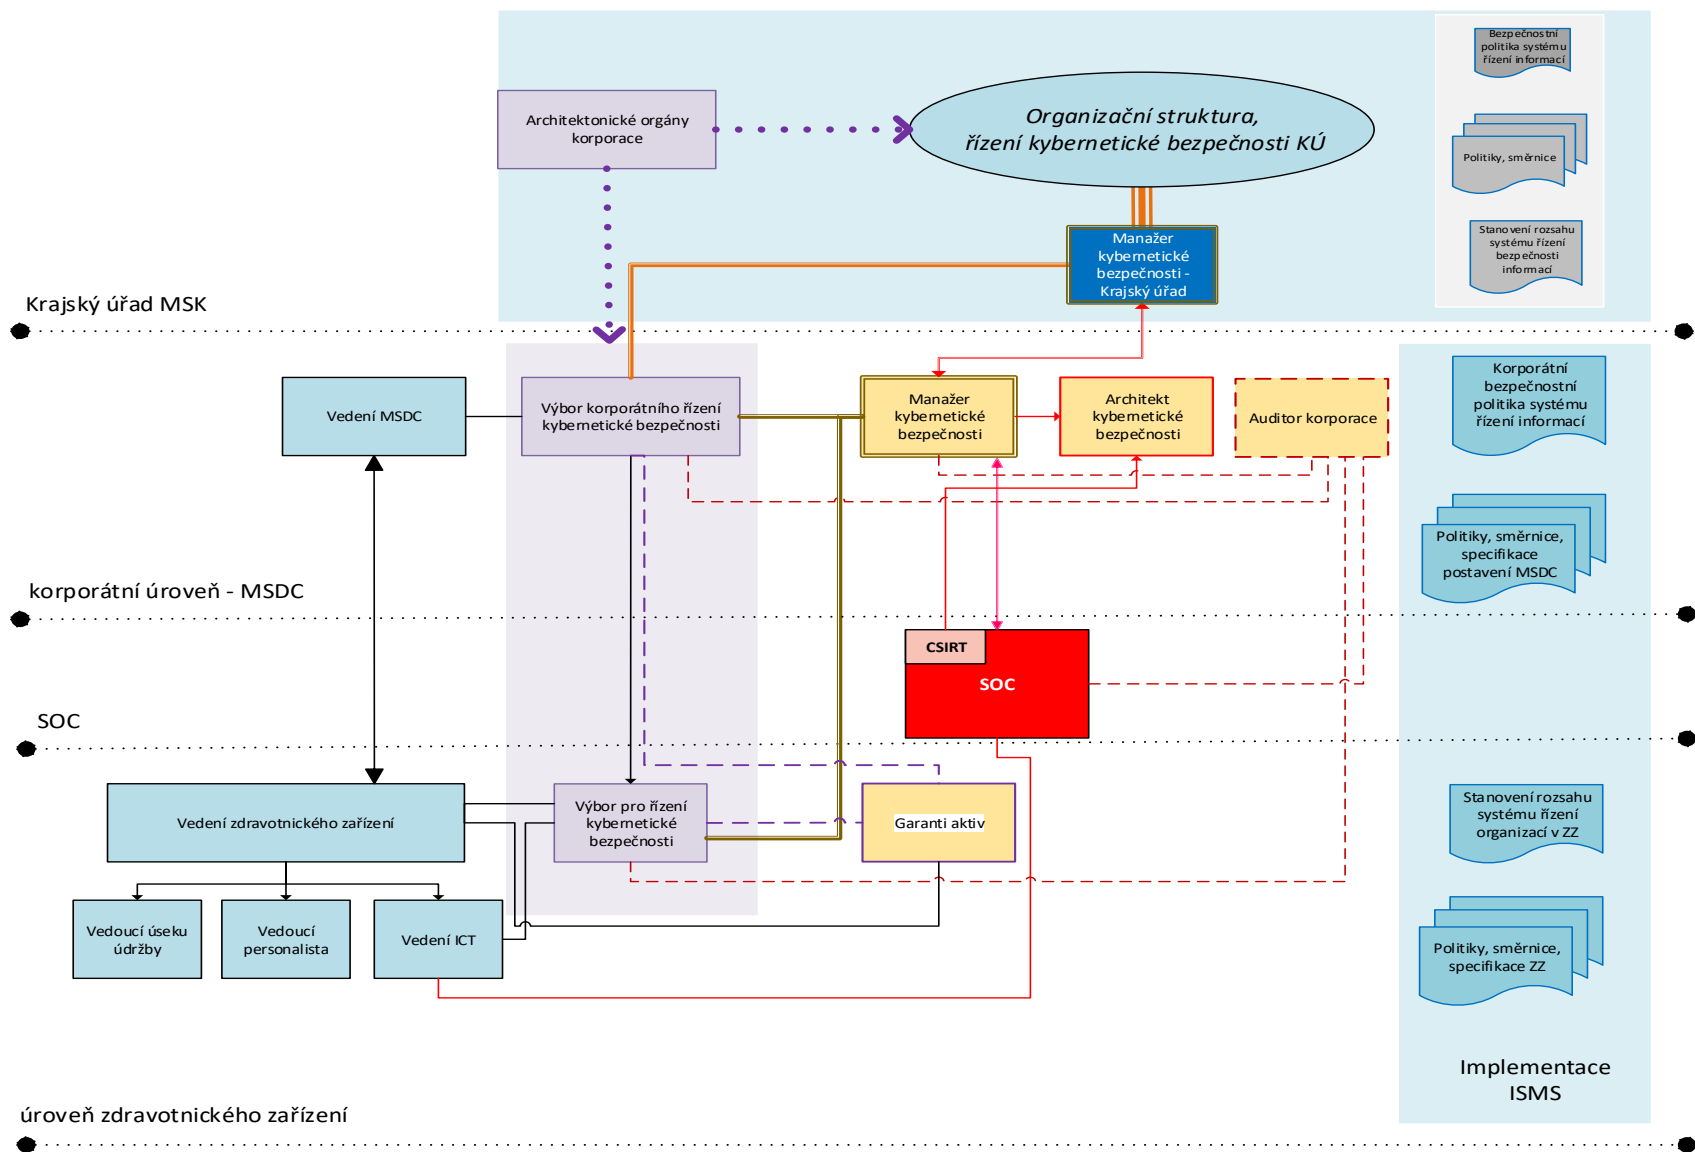 Bezpečnostní
politika systému
řízení informací
Architektonické orgány
korporace
Organizační struktura,
řízení kybernetické bezpečnosti KÚ
Politiky, směrnice
Manažer
kybernetické
bezpečnosti -
Krajský úřad
Stanovení rozsahu
systému řízení
bezpečnosti
informací
Krajský úřad MSK
Vedení MSDC
Výbor korporátního řízení
kybernetické bezpečnosti
Manažer
kybernetické
bezpečnosti
Architekt
kybernetické
bezpečnosti
Auditor korporace
Korporátní
bezpečnostní
politika systému
řízení informací
Politiky, směrnice,
specifikace
postavení MSDC
korporátní úroveň - MSDC
CSIRT
SOC
SOC
Vedení zdravotnického zařízení
Výbor pro řízení
kybernetické
bezpečnosti
Garanti aktiv
Stanovení rozsahu
systému řízení
organizací v ZZ
Vedoucí úseku
údržby
Vedoucí
personalista
Vedení ICT
Politiky, směrnice,
specifikace ZZ
Implementace
ISMS
úroveň zdravotnického zařízení